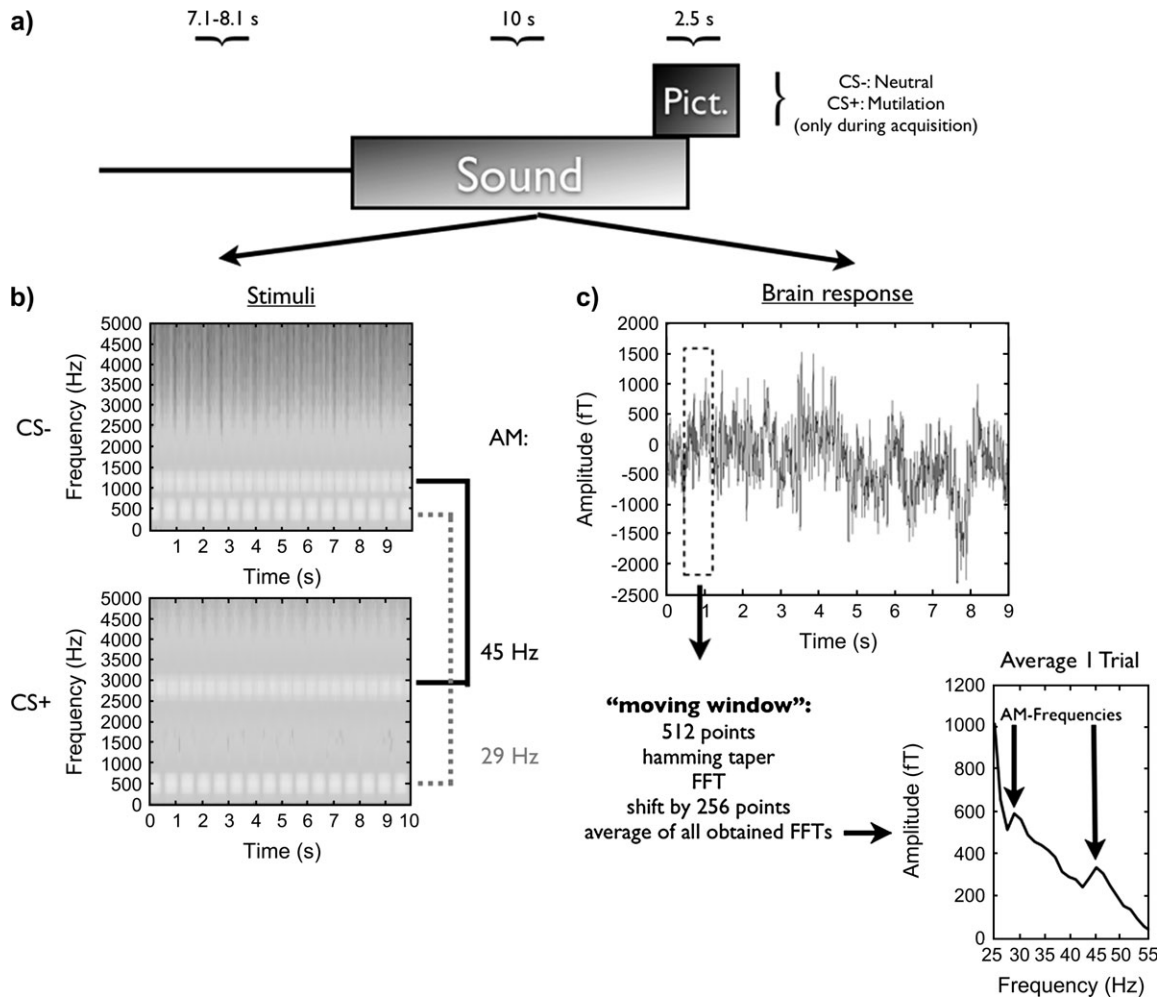 a)
7.1-8.1 s
10 s
2.5 s
Pict.
CS-: Neutral
CS+: Mutilation
(only during acquisition)
Sound
b)
Stimuli
CS-
Frequency (Hz)
5000
4500
4000
3500
3000
2500
2000
1500
1000
500
0
1 2 3 4 5 6 7 8 9
Time (s)
AM:
CS+
Frequency (Hz)
5000
4500
4000
3500
3000
2500
2000
1500
1000
500
0
0 1 2 3 4 5 6 7 8 9 10
Time (s)
45 Hz
29 Hz
c)
Brain response
Amplitude (fT)
2000
1500
1000
500
0
-500
-1000
-1500
-2000
-2500
0 1 2 3 4 5 6 7 8 9
Time (s)
"moving window":
512 points
hamming taper
FFT
shift by 256 points
average of all obtained FFTs
Average 1 Trial
AM-Frequencies
Amplitude (fT)
1200
1000
800
600
400
200
0
25 30 35 40 45 50 55
Frequency (Hz)